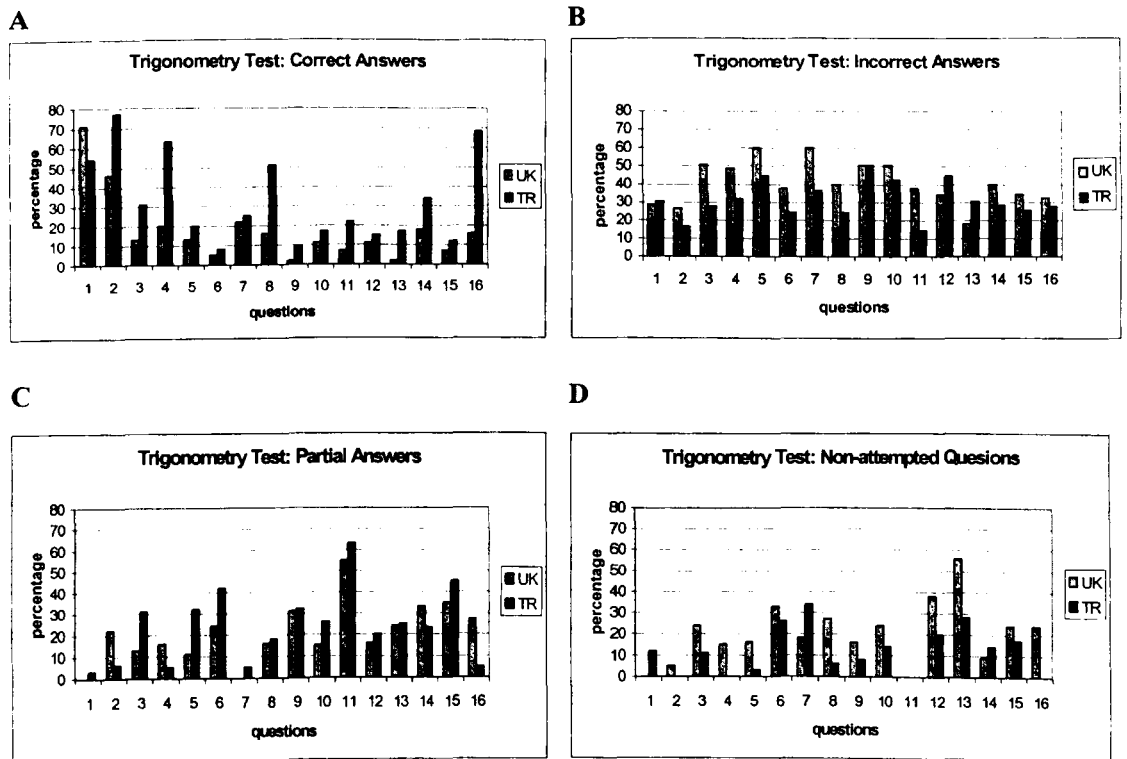 A
Trigonometry Test: Correct Answers
percentage
80
70
60
50
40
30
20
10
0
1 2 3 4 5 6 7 8 9 10 11 12 13 14 15 16
questions
UK
TR
B
Trigonometry Test: Incorrect Answers
percentage
80
70
60
50
40
30
20
10
0
1 2 3 4 5 6 7 8 9 10 11 12 13 14 15 16
questions
UK
TR
C
Trigonometry Test: Partial Answers
percentage
80
70
60
50
40
30
20
10
0
1 2 3 4 5 6 7 8 9 10 11 12 13 14 15 16
questions
UK
TR
D
Trigonometry Test: Non-attempted Quesions
percentage
80
70
60
50
40
30
20
10
0
1 2 3 4 5 6 7 8 9 10 11 12 13 14 15 16
questions
UK
TR